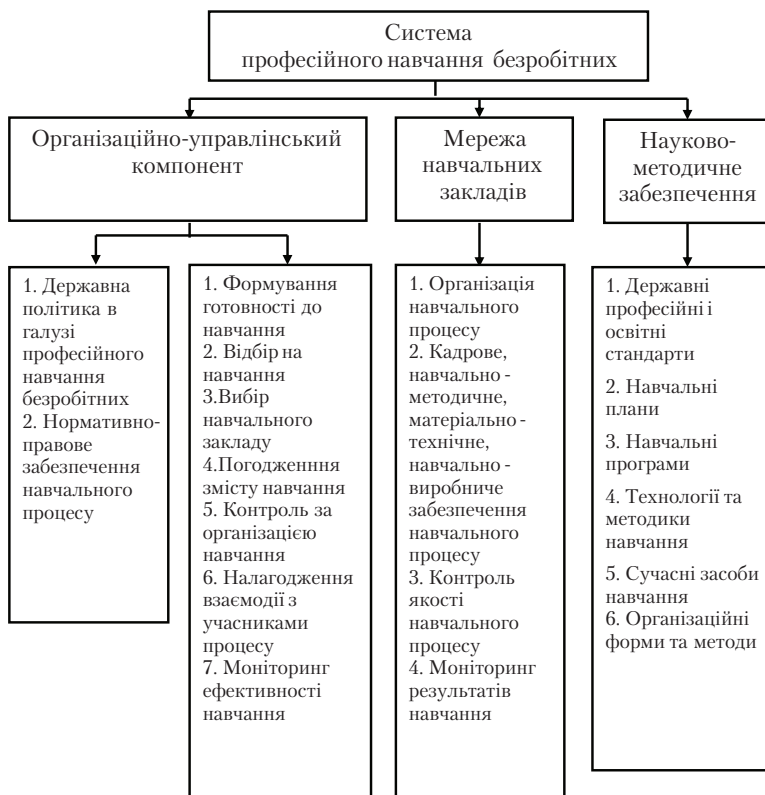 Система
професійного навчання безробітних
Організаційно-управлінський
компонент
Мережа
навчальних
закладів
Науково-
методичне
забезпечення
1. Державна
політика в
галузі
професійного
навчання
безробітних
2. Нормативно-
правове
забезпечення
навчального
процесу
1. Формування
готовності до
навчання
2. Відбір на
навчання
3.Вибір
навчального
закладу
4.Погодженння
змісту навчання
5. Контроль за
організацією
навчання
6. Налагодження
взаємодії з
учасниками
процесу
7. Моніторинг
ефективності
навчання
1. Організація
навчального
процесу
2. Кадрове,
навчально -
методичне,
матеріально -
технічне,
навчально -
виробниче
забезпечення
навчального
процесу
3. Контроль
якості
навчального
процесу
4. Моніторинг
результатів
навчання
1. Державні
професійні і
освітні
стандарти
2. Навчальні
плани
3. Навчальні
програми
4. Технології та
методики
навчання
5. Сучасні засоби
навчання
6. Організаційні
форми та методи